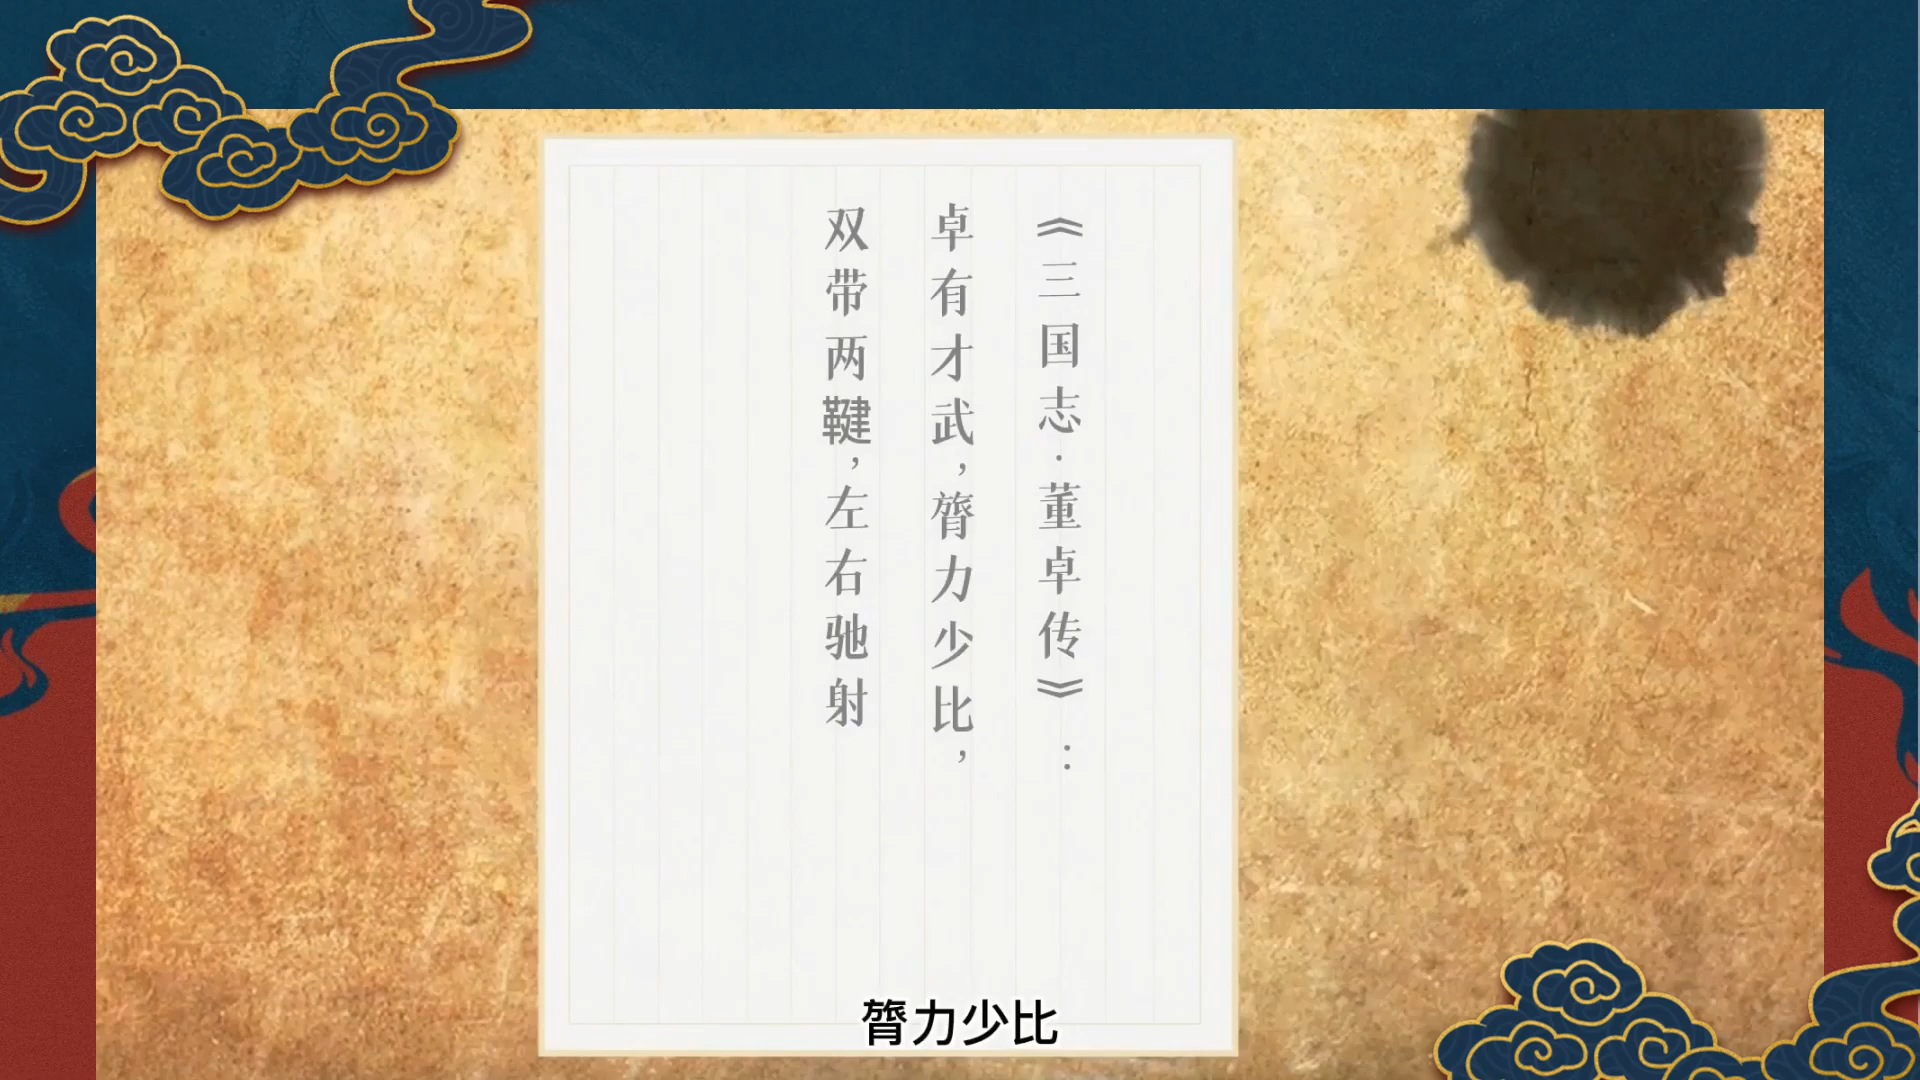 《三国志·董卓传》：
卓有才武，膂力少比，
双带两鞬，左右驰射
膂力少比